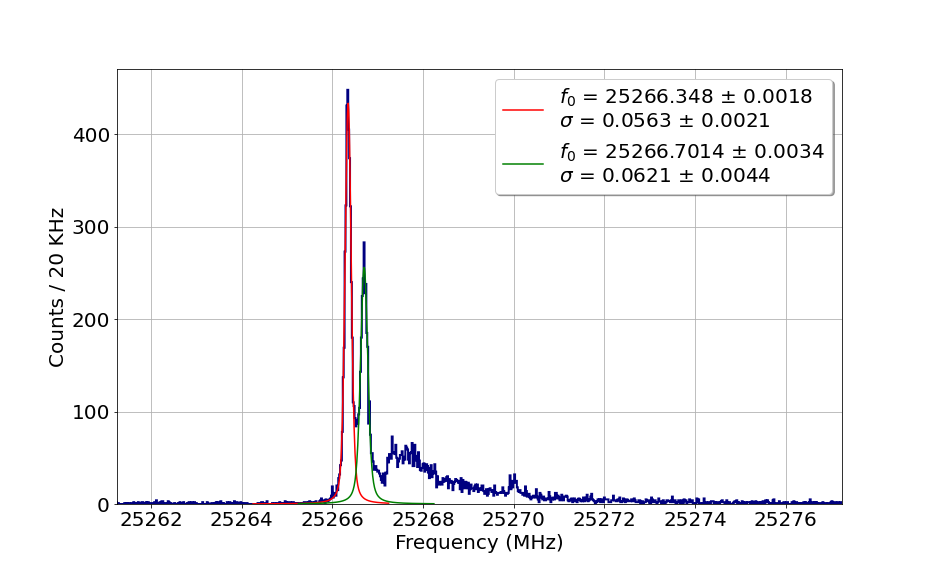 f₀ = 25266.348 ± 0.0018
σ = 0.0563 ± 0.0021
f₀ = 25266.7014 ± 0.0034
σ = 0.0621 ± 0.0044
400
300
200
100
0
Counts / 20 KHz
25262 25264 25266 25268 25270 25272 25274 25276
Frequency (MHz)